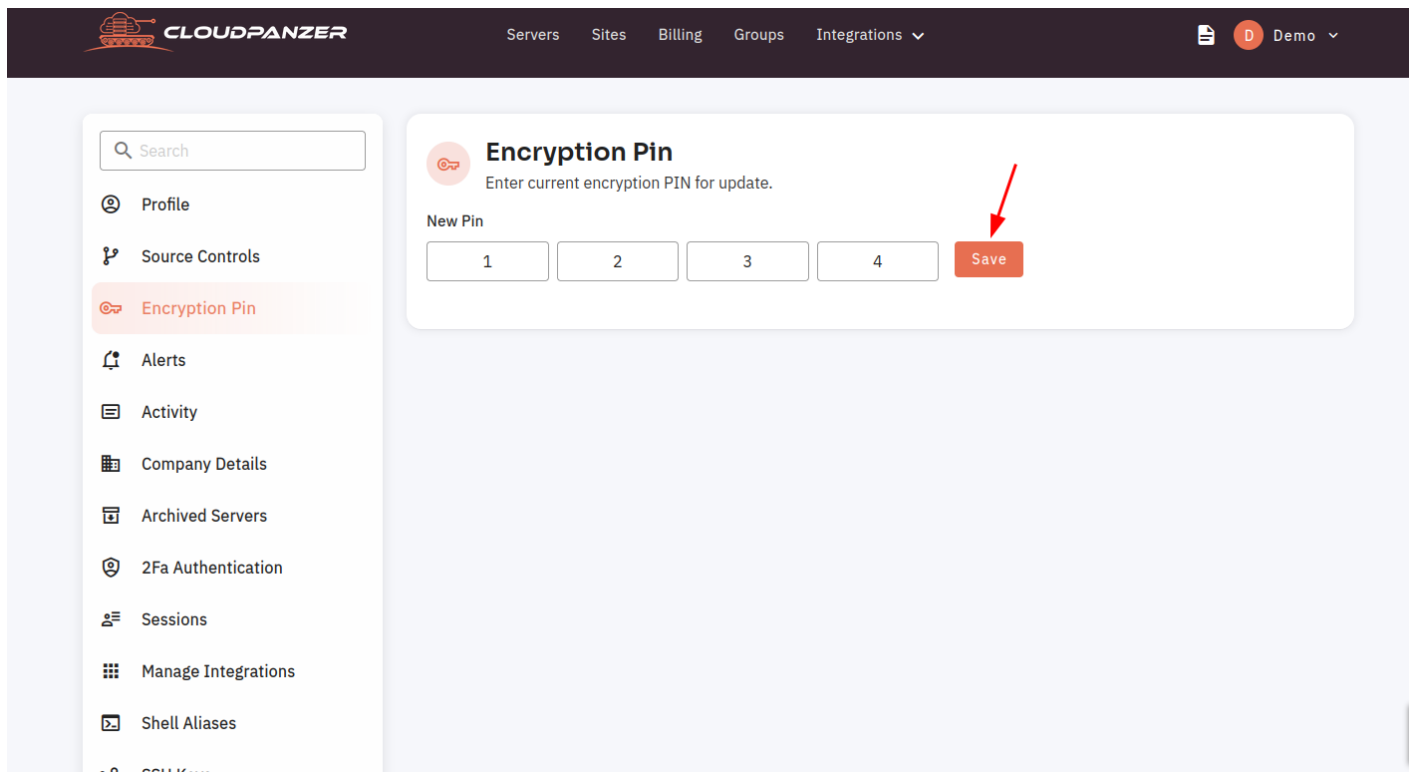 CLOUDPANZER
Servers Sites Billing Groups Integrations
D Demo
Search
Profile
Source Controls
Encryption Pin
Alerts
Activity
Company Details
Archived Servers
2Fa Authentication
Sessions
Manage Integrations
Shell Aliases
Encryption Pin
Enter current encryption PIN for update.
New Pin
1 2 3 4 Save